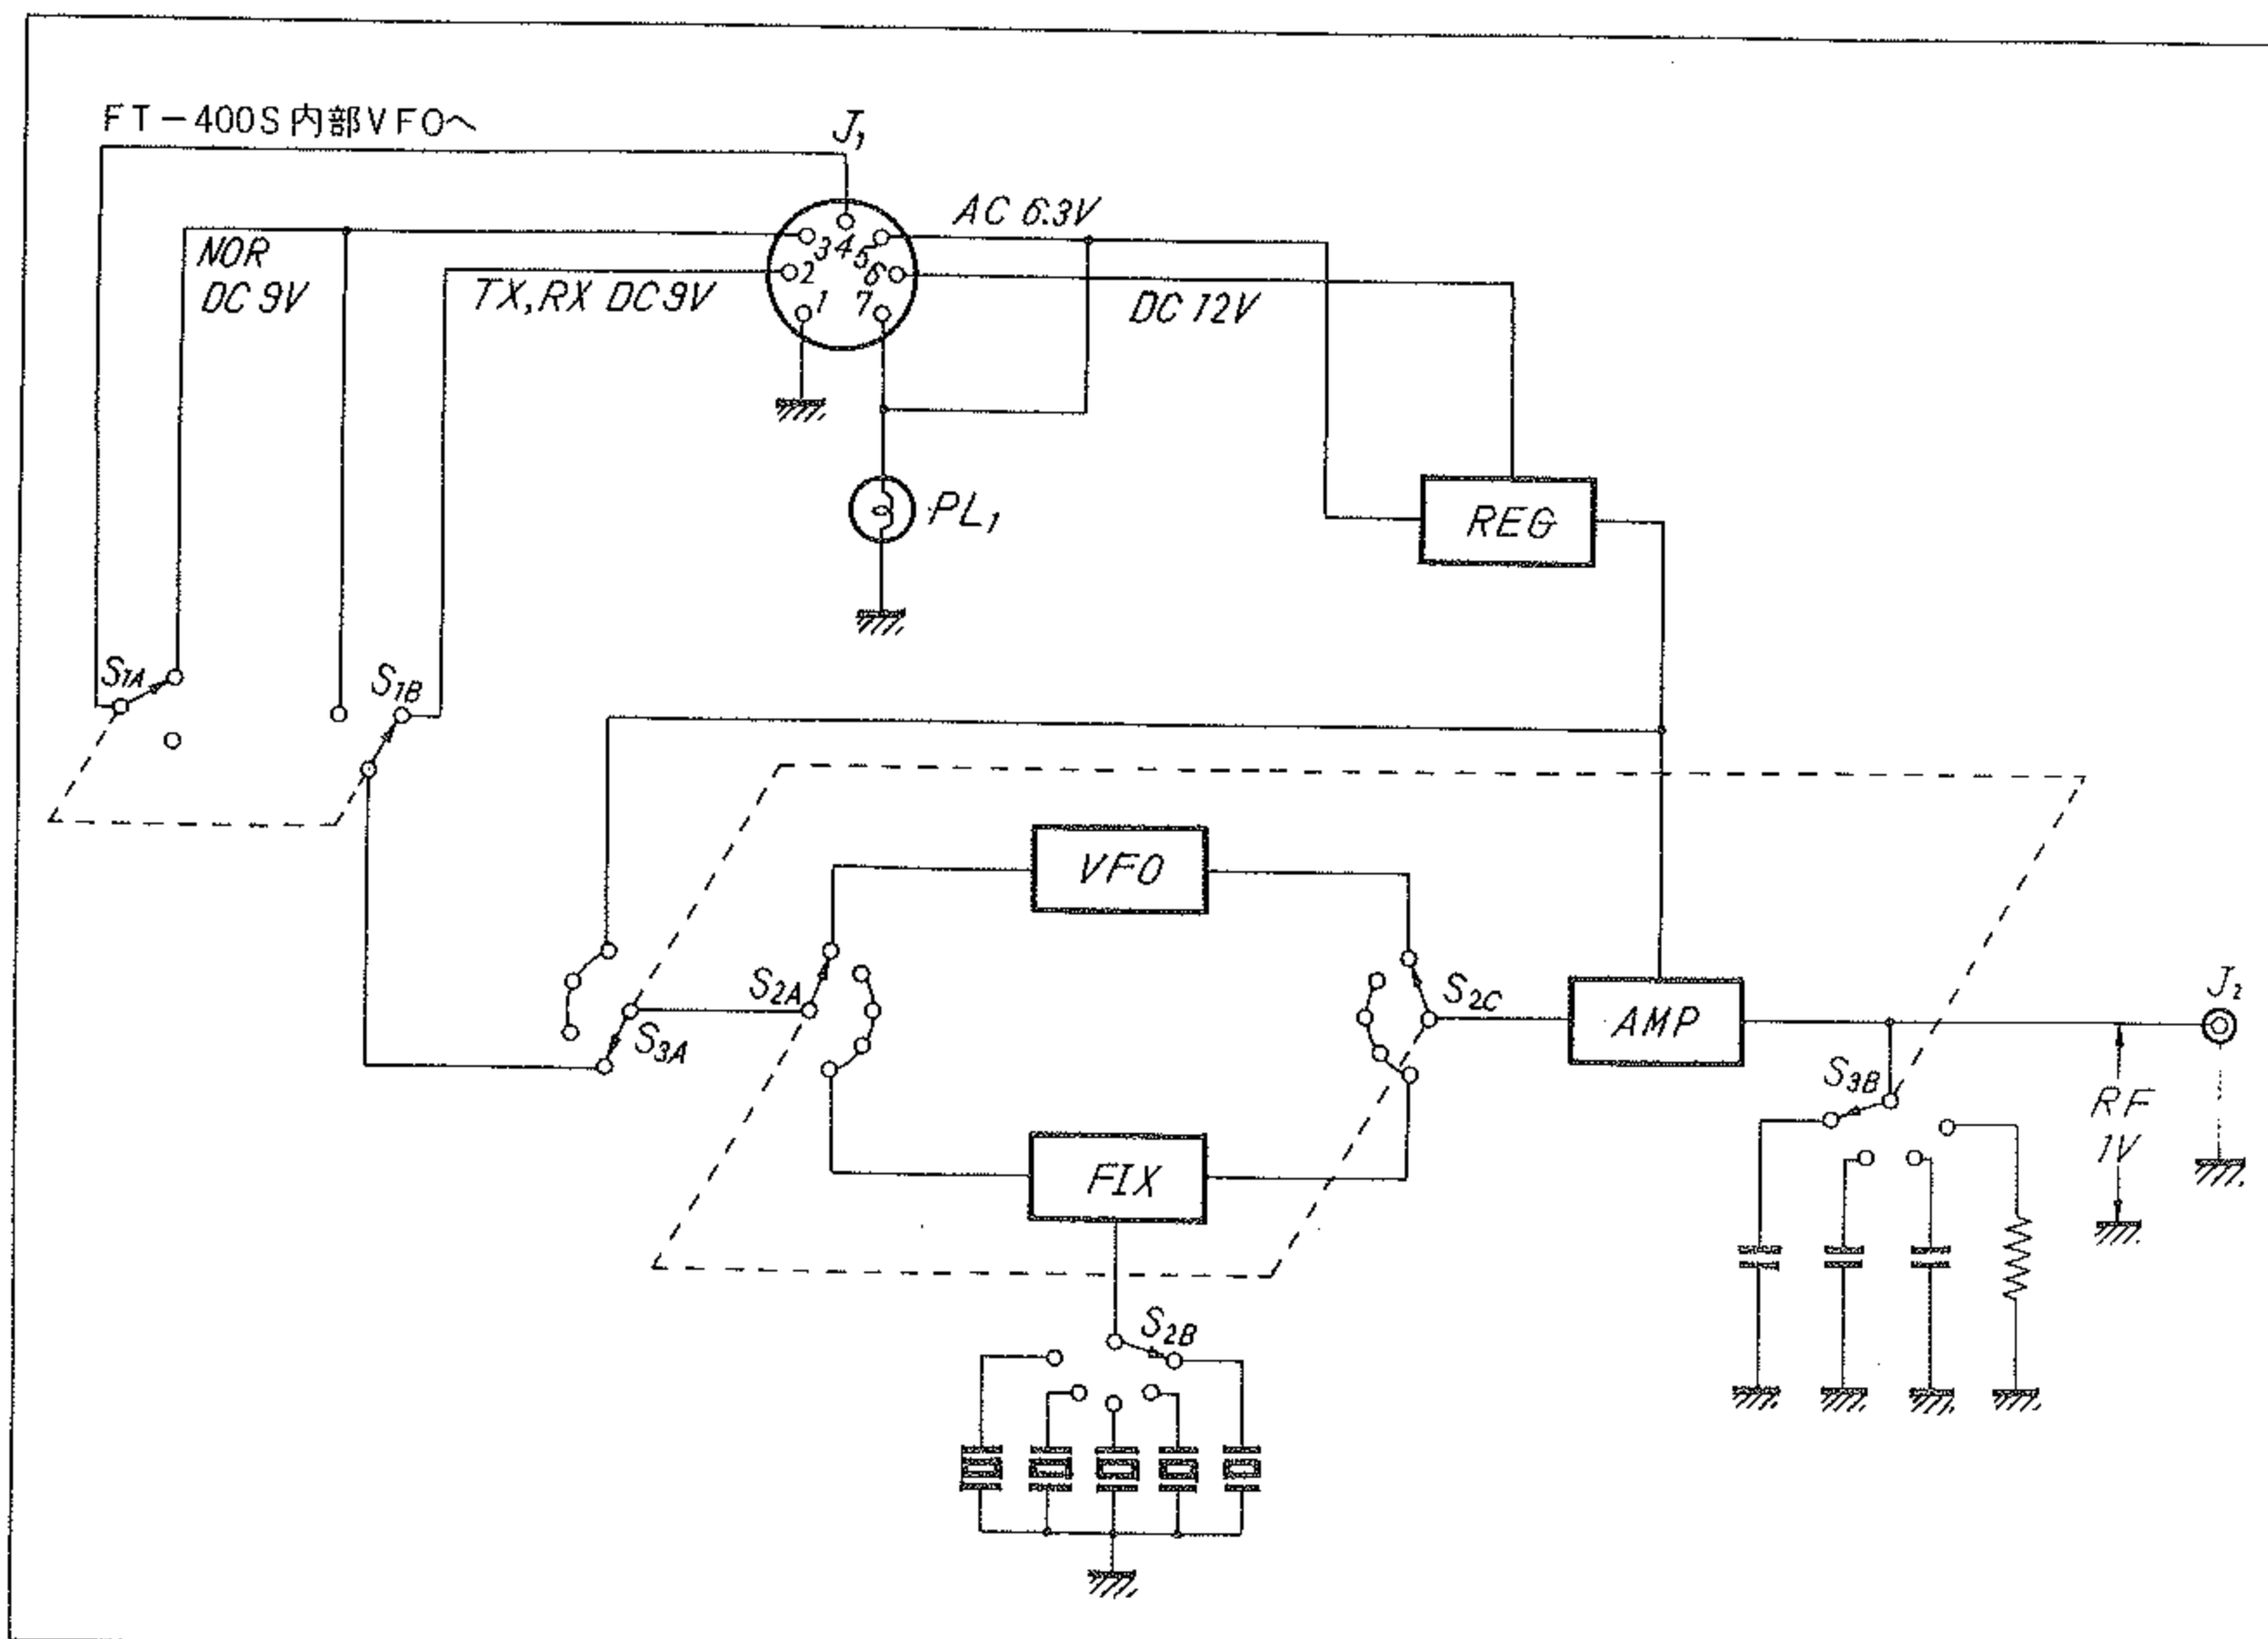 FT-400S内部VFOへ
J1
AC 6.3V
NOR
DC 9V
TX, RX DC 9V
3 4 5
2 6
1 7
DC 12V
PL1
REG
S1A
S1B
VFO
S2A
S2C
S3A
AMP
J2
S3B
RF
1V
FIX
S2B